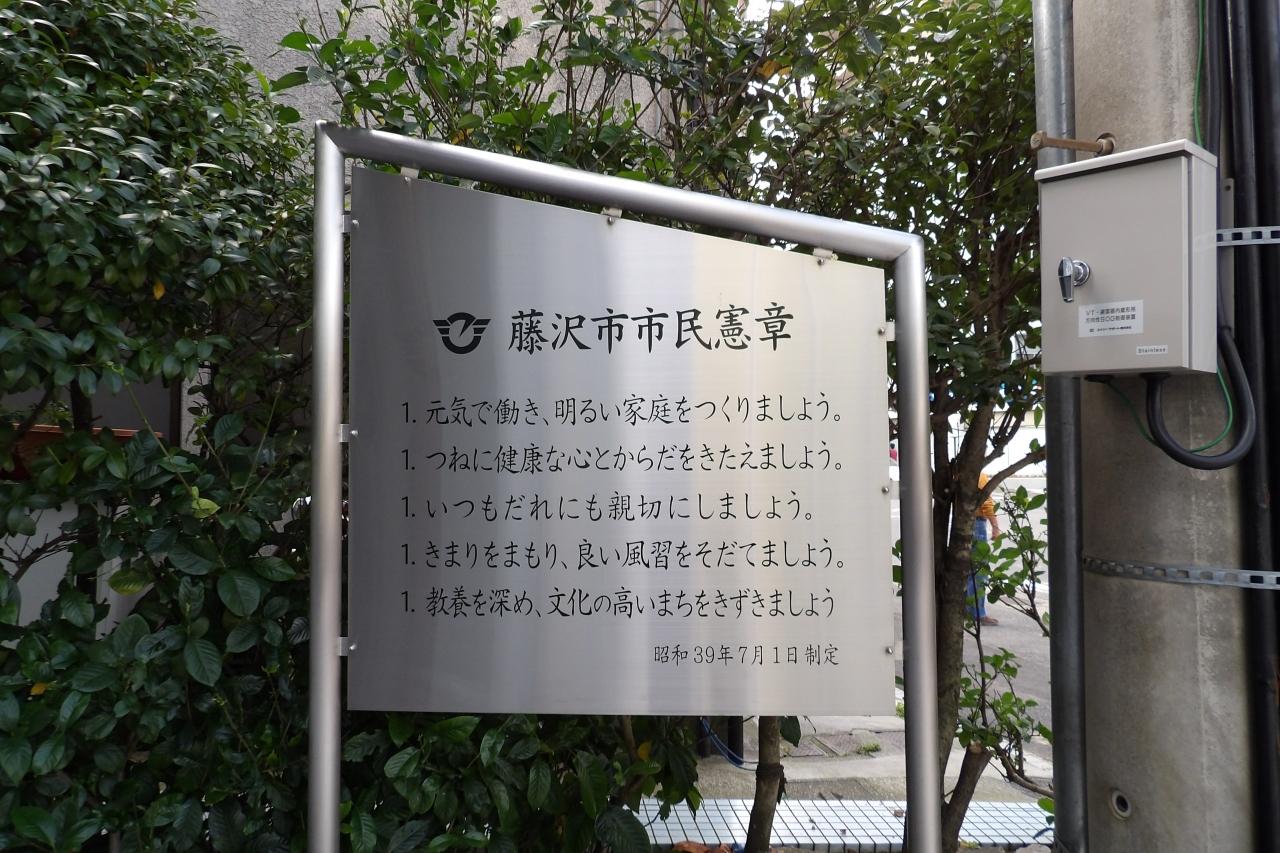 藤沢市市民憲章
1. 元気で働き、明るい家庭をつくりましょう。
1. つねに健康な心とからだをきたえましょう。
1. いつもだれにも親切にしましょう。
1. きまりをまもり、良い風習をそだてましょう。
1. 教養を深め、文化の高いまちをきずきましょう
昭和39年7月1日制定
Stainless